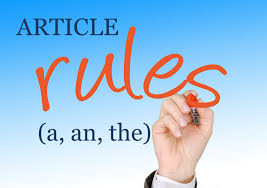 ARTICLE
rules
(a, an, the)